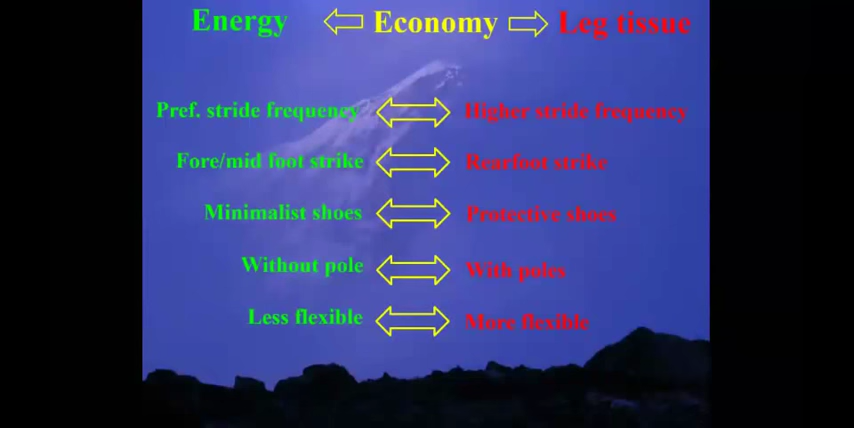 Energy Economy Leg tissue
Pref. stride frequency Higher stride frequency
Fore/mid foot strike Rearfoot strike
Minimalist shoes Protective shoes
Without pole With poles
Less flexible More flexible